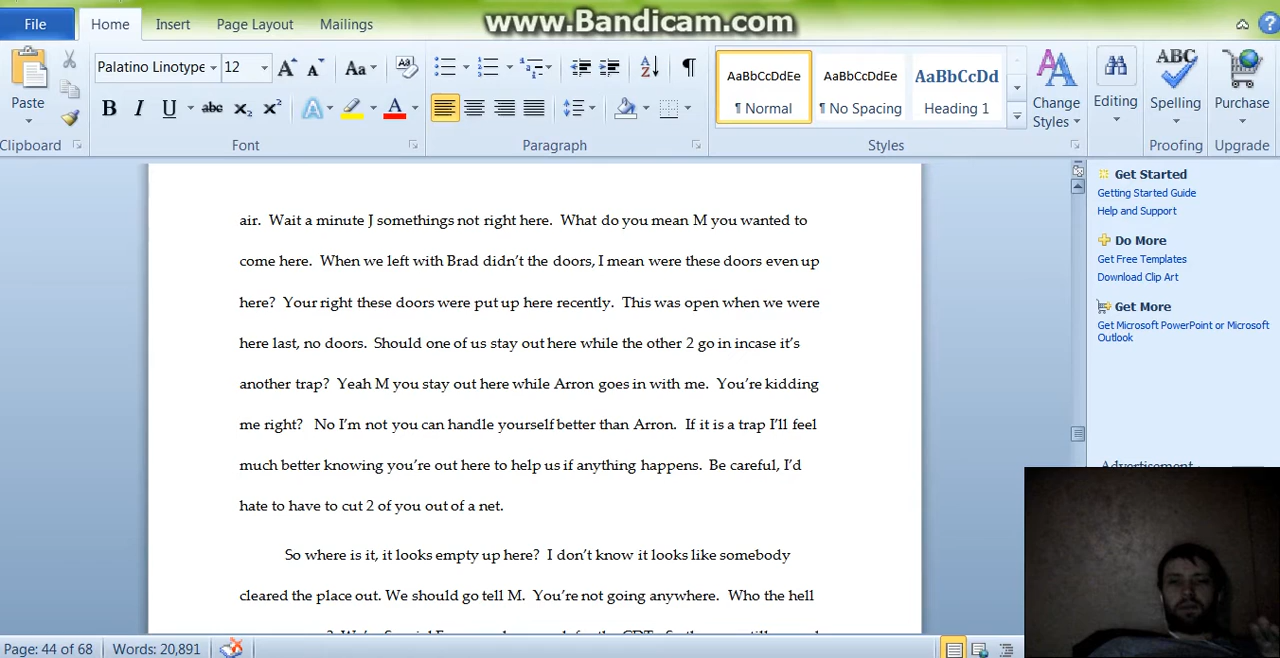 www.Bandicam.com
File Home Insert Page Layout Mailings
Palatino Linotype 12 Aa
AaBbCcDdEe AaBbCcDdEe AaBbCcDd
¶ Normal ¶ No Spacing Heading 1
Paste Change Styles Editing Spelling Purchase
Clipboard Font Paragraph Styles Proofing Upgrade
air. Wait a minute J somethings not right here. What do you mean M you wanted to
come here. When we left with Brad didn't the doors, I mean were these doors even up
here? Your right these doors were put up here recently. This was open when we were
here last, no doors. Should one of us stay out here while the other 2 go in incase it's
another trap? Yeah M you stay out here while Arron goes in with me. You're kidding
me right? No I'm not you can handle yourself better than Arron. If it is a trap I'll feel
much better knowing you're out here to help us if anything happens. Be careful, I'd
hate to have to cut 2 of you out of a net.
So where is it, it looks empty up here? I don't know it looks like somebody
cleared the place out. We should go tell M. You're not going anywhere. Who the hell
Get Started
Getting Started Guide
Help and Support
Do More
Get Free Templates
Download Clip Art
Get More
Get Microsoft PowerPoint or Microsoft
Outlook
Advertisement
Page: 44 of 68 Words: 20,891